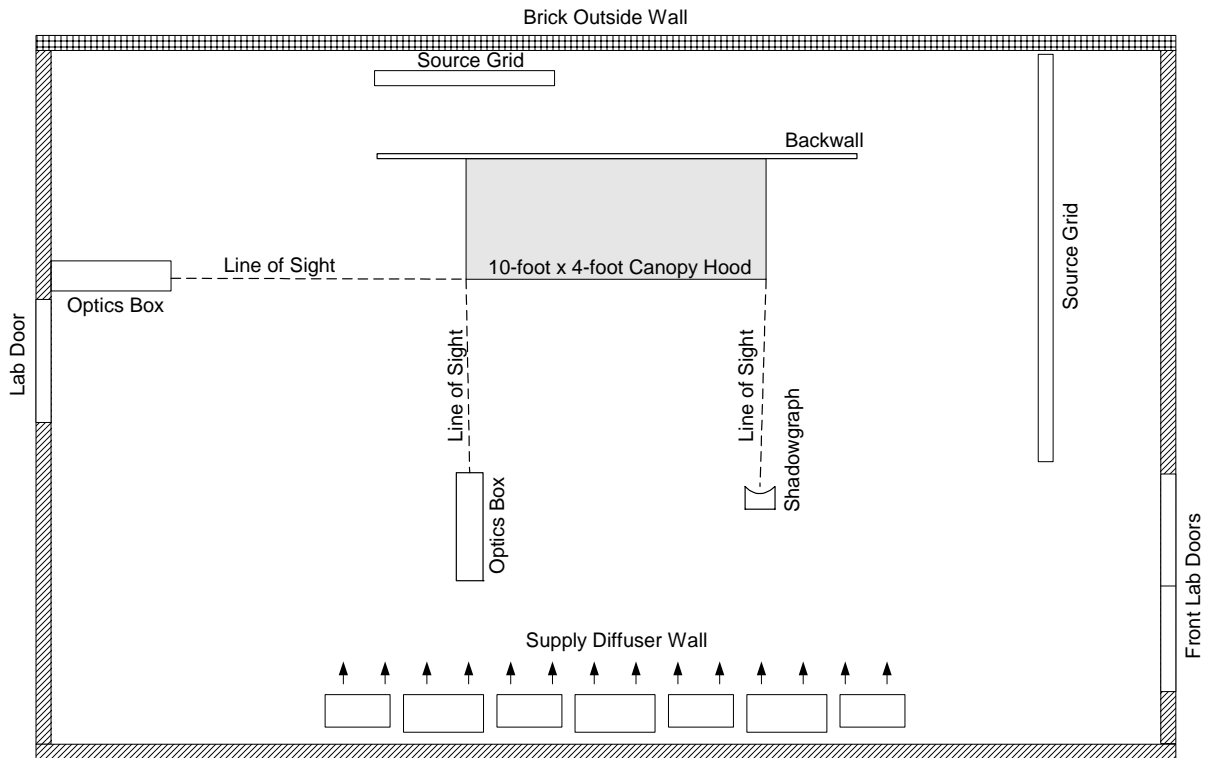 Brick Outside Wall
Source Grid
Backwall
Source Grid
Line of Sight
10-foot x 4-foot Canopy Hood
Optics Box
Lab Door
Line of Sight
Line of Sight
Shadowgraph
Optics Box
Front Lab Doors
Supply Diffuser Wall